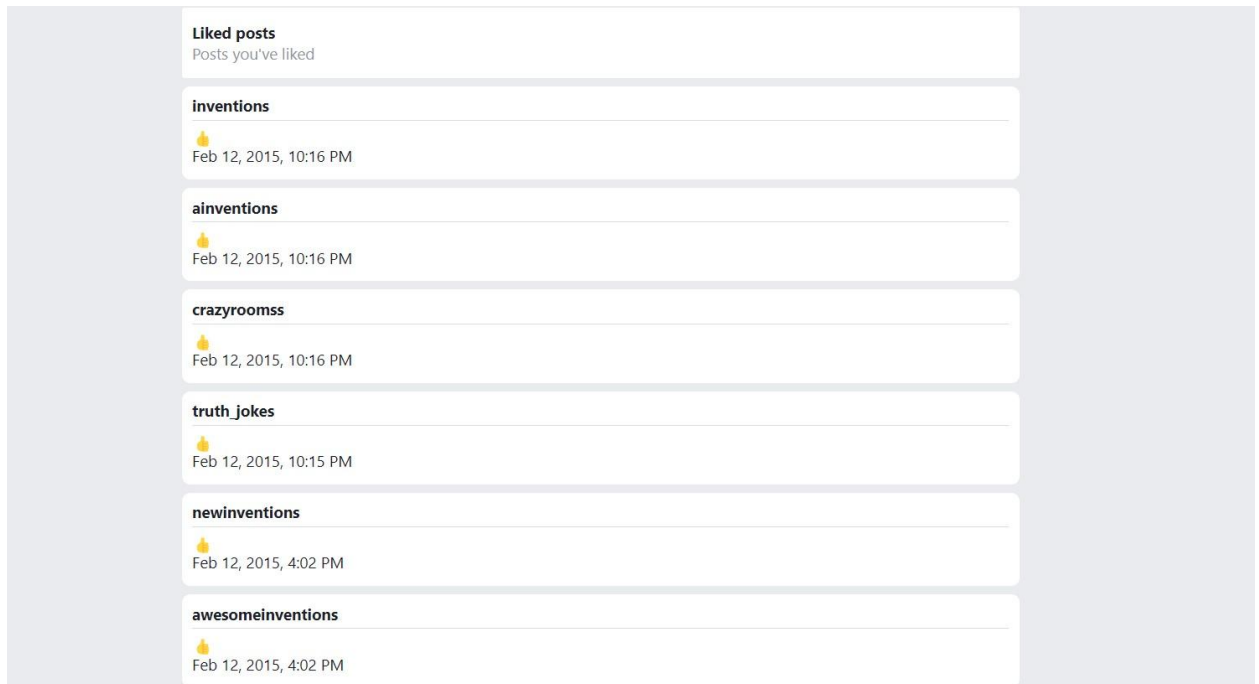 Liked posts
Posts you've liked
inventions
👍
Feb 12, 2015, 10:16 PM
ainventions
👍
Feb 12, 2015, 10:16 PM
crazyroomss
👍
Feb 12, 2015, 10:16 PM
truth_jokes
👍
Feb 12, 2015, 10:15 PM
newinventions
👍
Feb 12, 2015, 4:02 PM
awesomeinventions
👍
Feb 12, 2015, 4:02 PM